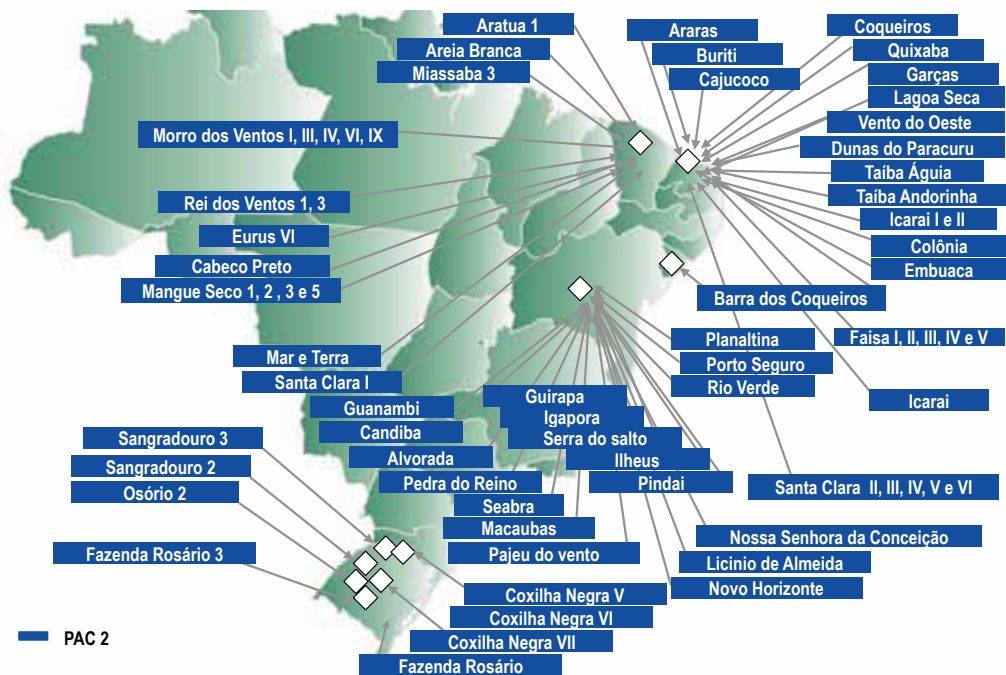 Aratua 1
Areia Branca
Miassaba 3
Araras
Buriti
Cajucoco
Coqueiros
Quixaba
Garças
Lagoa Seca
Vento do Oeste
Dunas do Paracuru
Taíba Águia
Taíba Andorinha
Icarai I e II
Colônia
Embuaca
Morro dos Ventos I, III, IV, VI, IX
Rei dos Ventos 1, 3
Eurus VI
Cabeco Preto
Mangue Seco 1, 2 , 3 e 5
Barra dos Coqueiros
Faisa I, II, III, IV e V
Planaltina
Porto Seguro
Rio Verde
Icarai
Mar e Terra
Santa Clara I
Guanambi
Candiba
Alvorada
Pedra do Reino
Seabra
Macaubas
Pajeu do vento
Guirapa
Igapora
Serra do salto
Ilheus
Pindai
Santa Clara II, III, IV, V e VI
Nossa Senhora da Conceição
Licinio de Almeida
Novo Horizonte
Sangradouro 3
Sangradouro 2
Osório 2
Fazenda Rosário 3
Coxilha Negra V
Coxilha Negra VI
Coxilha Negra VII
Fazenda Rosário
PAC 2